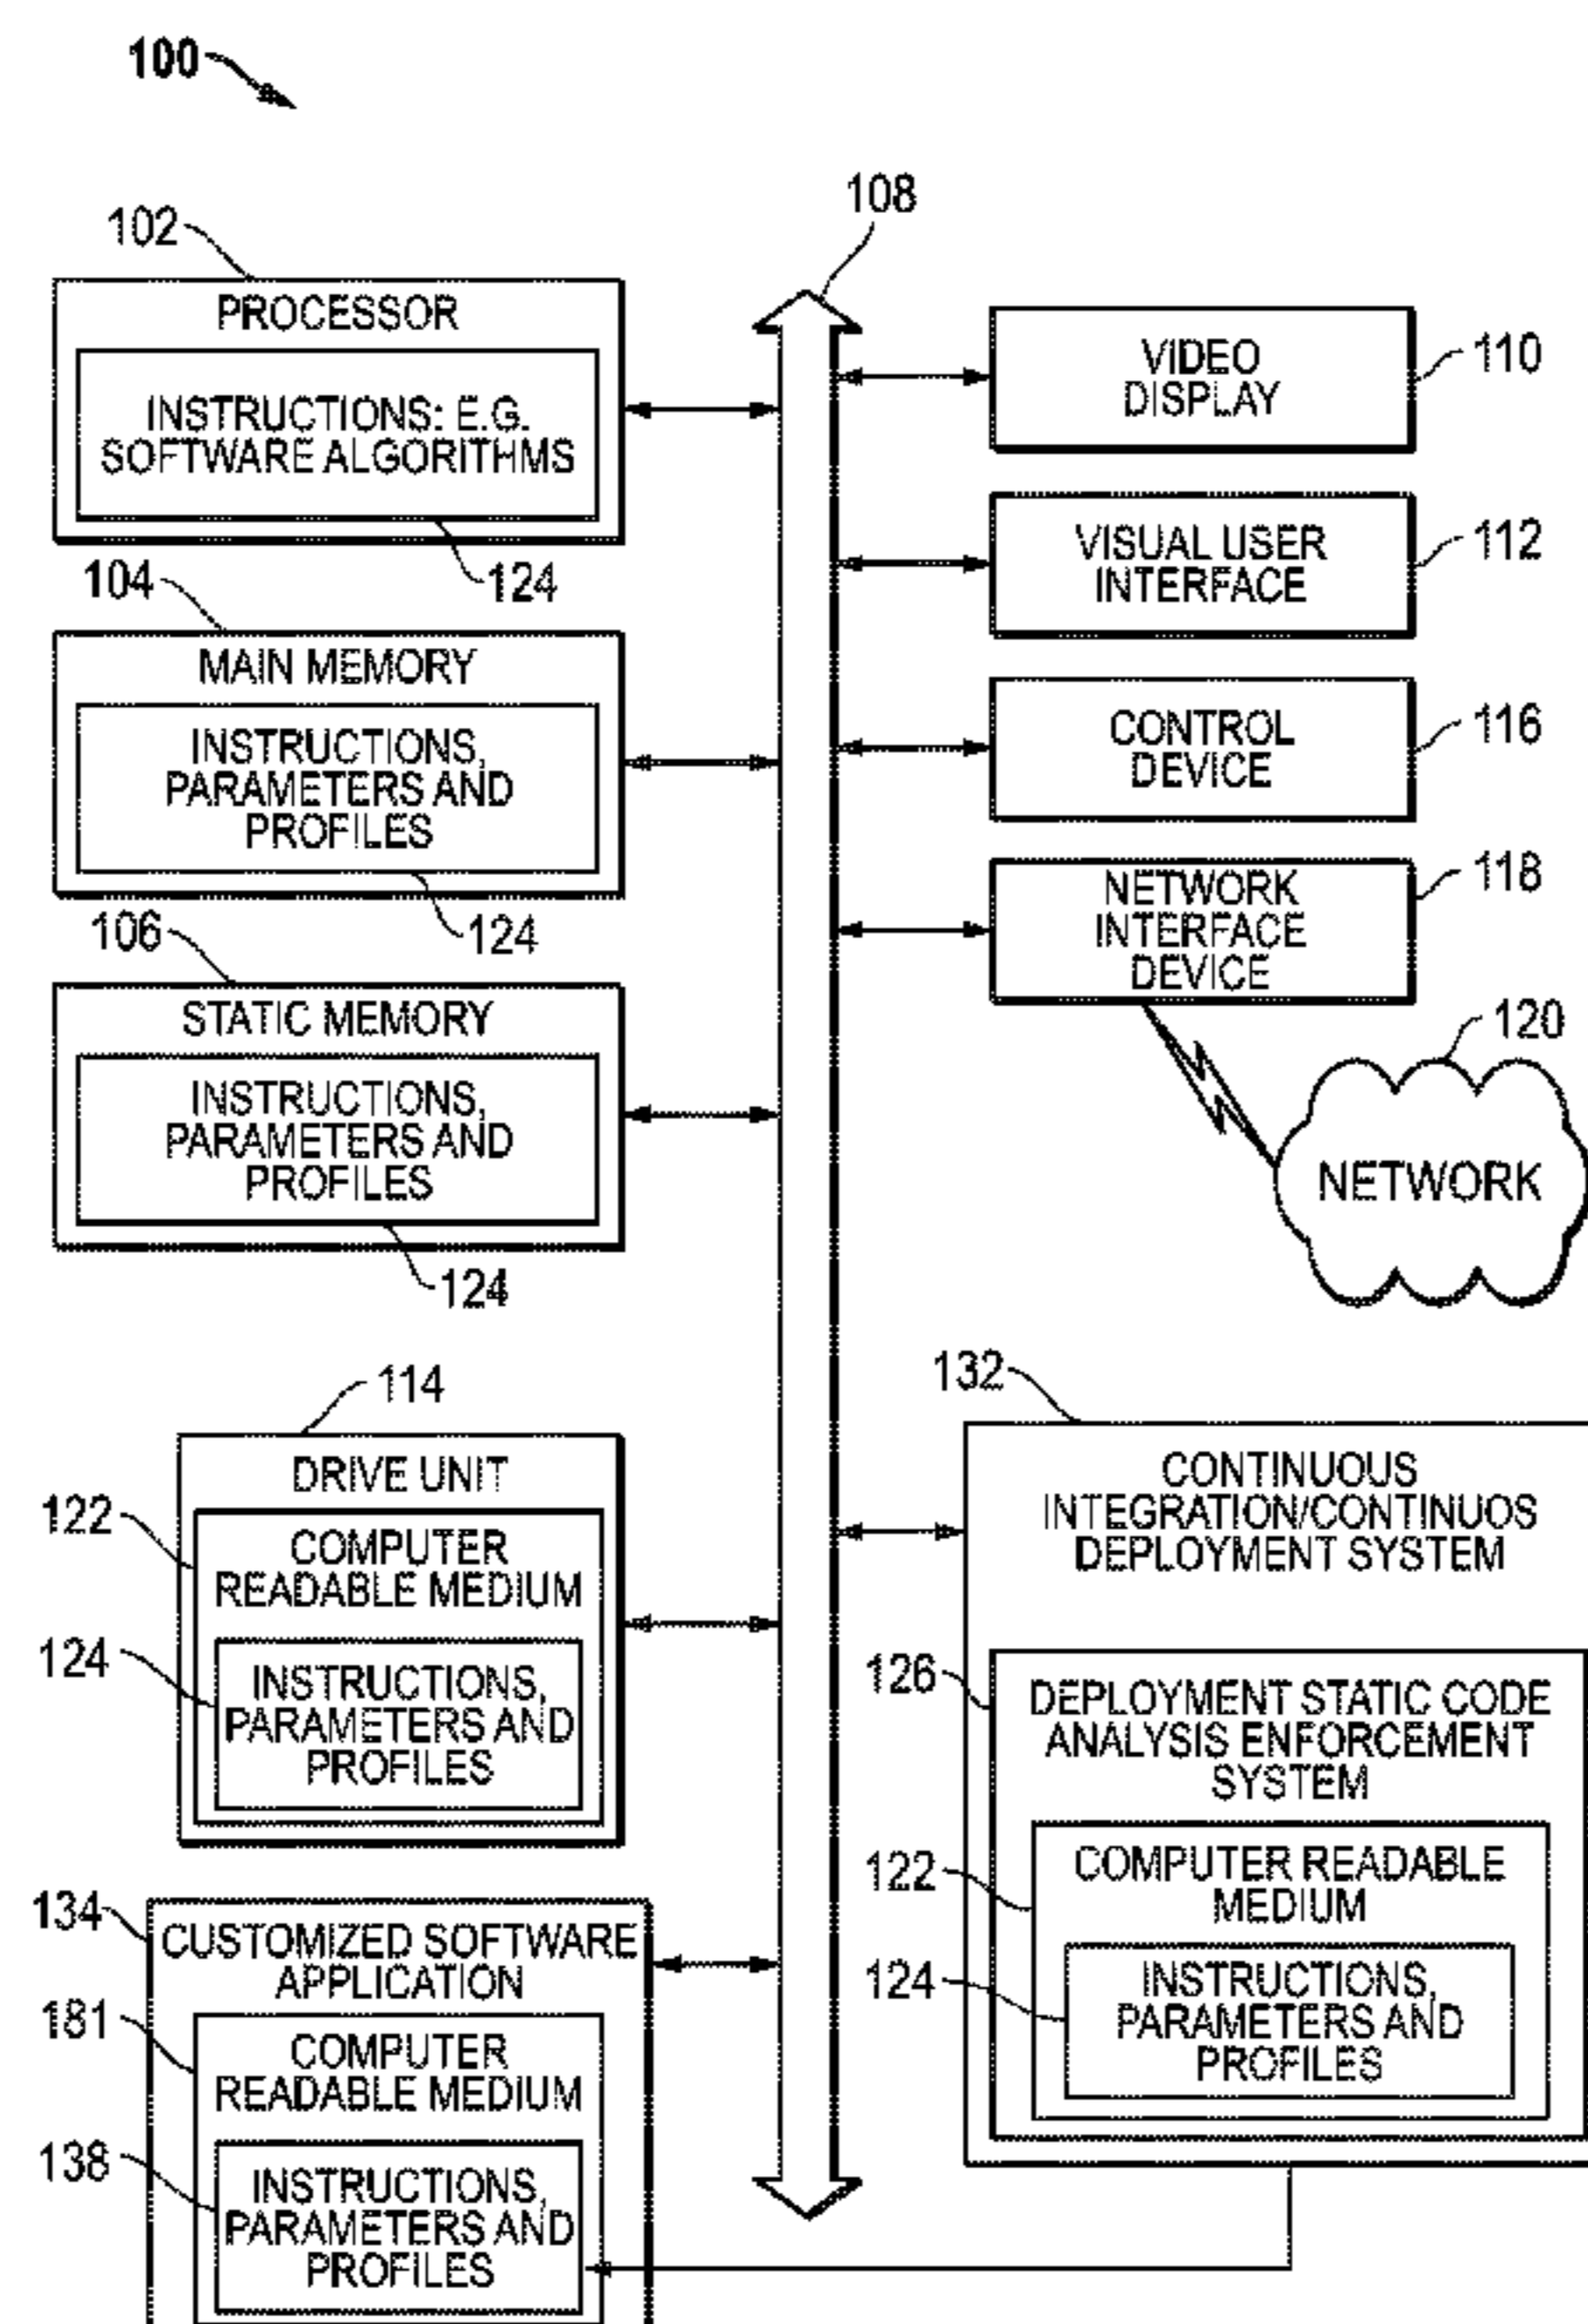 100
108
102
PROCESSOR
INSTRUCTIONS: E.G.
SOFTWARE ALGORITHMS
124
104
MAIN MEMORY
INSTRUCTIONS,
PARAMETERS AND
PROFILES
124
106
STATIC MEMORY
INSTRUCTIONS,
PARAMETERS AND
PROFILES
124
114
DRIVE UNIT
122
COMPUTER
READABLE MEDIUM
124
INSTRUCTIONS,
PARAMETERS AND
PROFILES
134
CUSTOMIZED SOFTWARE
APPLICATION
181
COMPUTER
READABLE MEDIUM
138
INSTRUCTIONS,
PARAMETERS AND
PROFILES
VIDEO
DISPLAY
110
VISUAL USER
INTERFACE
112
CONTROL
DEVICE
116
NETWORK
INTERFACE
DEVICE
118
120
NETWORK
132
CONTINUOUS
INTEGRATION/CONTINUOS
DEPLOYMENT SYSTEM
126
DEPLOYMENT STATIC CODE
ANALYSIS ENFORCEMENT
SYSTEM
122
COMPUTER READABLE
MEDIUM
124
INSTRUCTIONS,
PARAMETERS AND
PROFILES